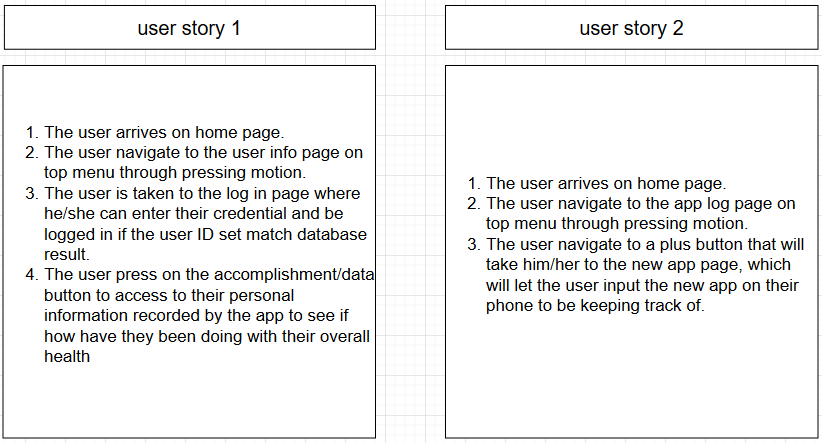 user story 1
1. The user arrives on home page.
2. The user navigate to the user info page on
top menu through pressing motion.
3. The user is taken to the log in page where
he/she can enter their credential and be
logged in if the user ID set match database
result.
4. The user press on the accomplishment/data
button to access to their personal
information recorded by the app to see if
how have they been doing with their overall
health
user story 2
1. The user arrives on home page.
2. The user navigate to the app log page on
top menu through pressing motion.
3. The user navigate to a plus button that will
take him/her to the new app page, which
will let the user input the new app on their
phone to be keeping track of.